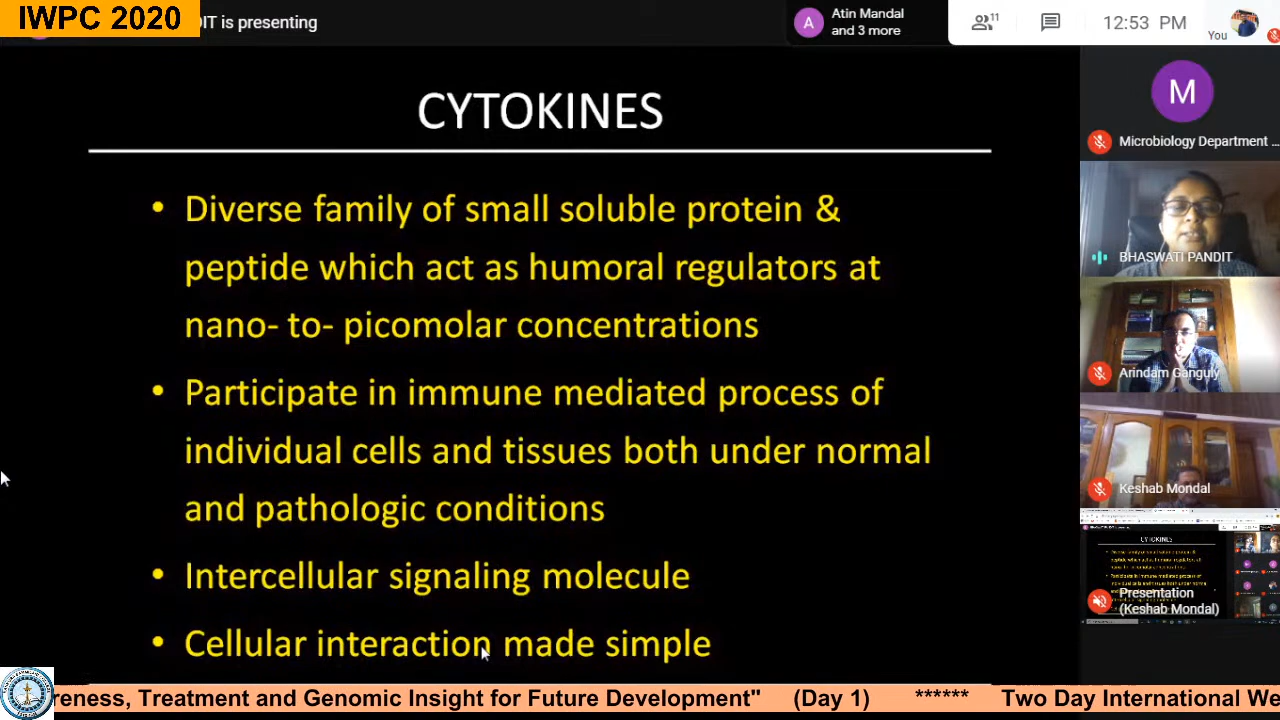 IWPC 2020
DIT is presenting
A
Atin Mandal
and 3 more
11
12:53 PM
You
CYTOKINES
• Diverse family of small soluble protein &
peptide which act as humoral regulators at
nano- to- picomolar concentrations
• Participate in immune mediated process of
individual cells and tissues both under normal
and pathologic conditions
• Intercellular signaling molecule
• Cellular interaction made simple
M
Microbiology Department ...
BHASWATI PANDIT
Arindam Ganguly
Keshab Mondal
CYTOKINES
Presentation
(Keshab Mondal)
reness, Treatment and Genomic Insight for Future Development" (Day 1) ****** Two Day International We